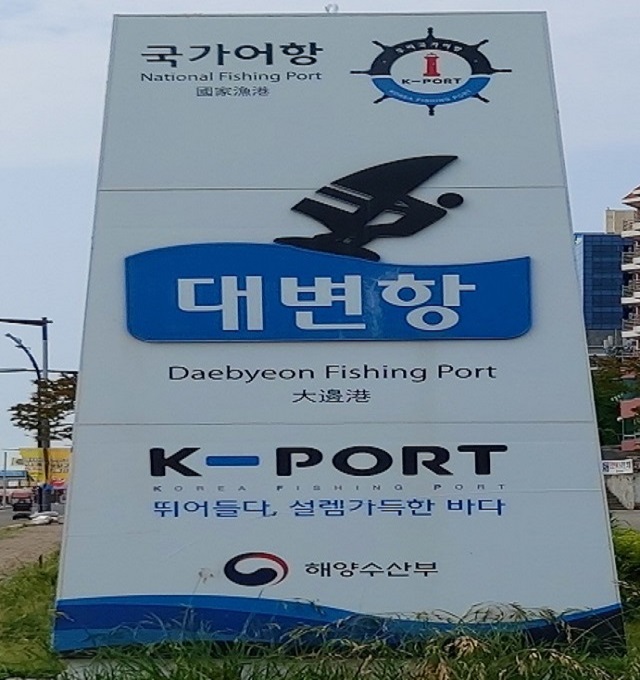 국가어항
National Fishing Port
國家漁港
K-PORT
KOREA FISHING PORT
대변항
Daebyeon Fishing Port
大邊港
K-PORT
KOREA FISHING PORT
뛰어들다, 설렘가득한 바다
해양수산부